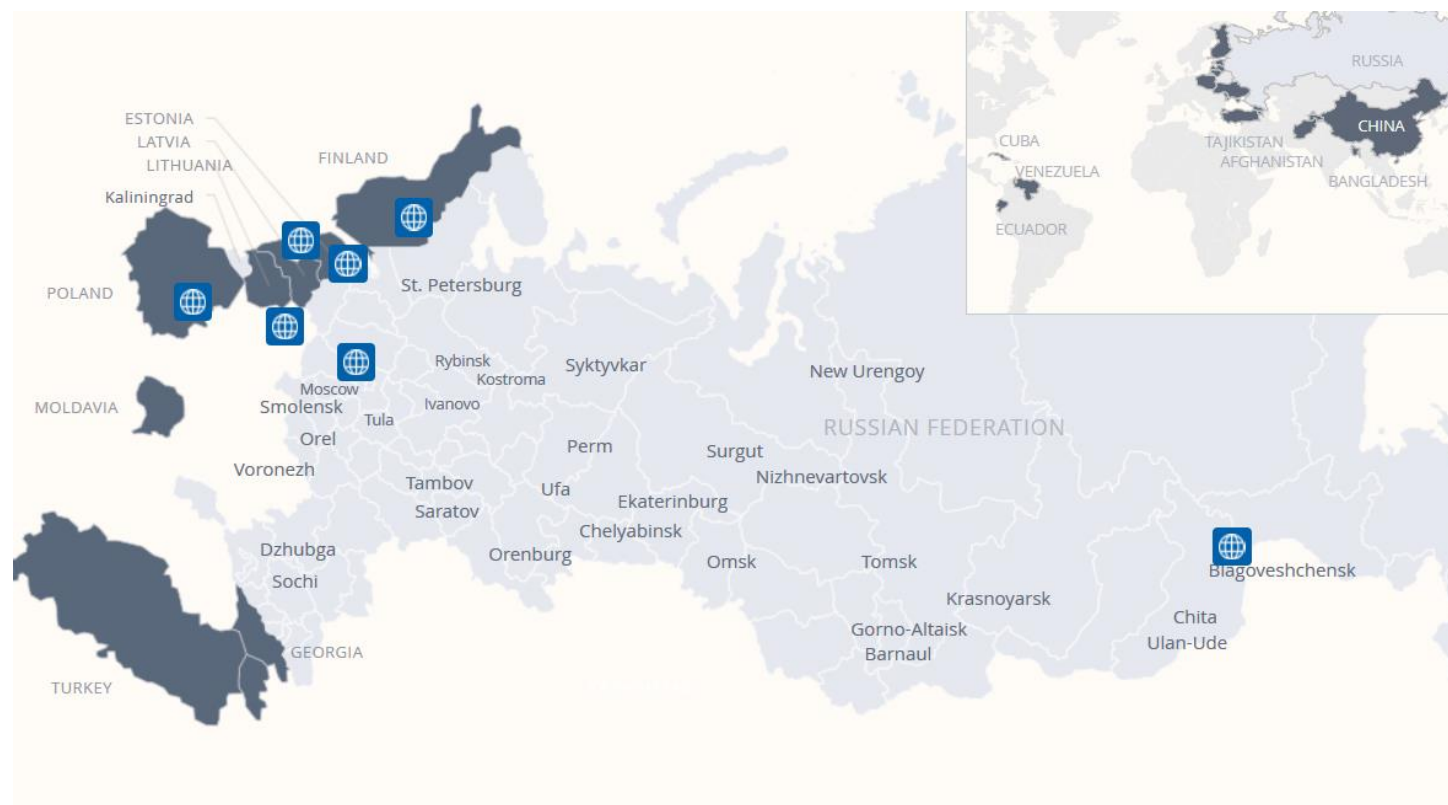 RUSSIA
ESTONIA
CHINA
LATVIA
CUBA
TAJIKISTAN
FINLAND
AFGHANISTAN
LITHUANIA
VENEZUELA
BANGLADESH
Kaliningrad
ECUADOR
St. Petersburg
POLAND
Rybinsk
Syktyvkar
New Urengoy
Kostroma
Moscow
Ivanovo
Smolensk
MOLDAVIA
Tula
RUSSIAN FEDERATION
Orel
Perm
Surgut
Voronezh
Nizhnevartovsk
Tambov
Ufa
Ekaterinburg
Saratov
Chelyabinsk
Dzhubga
Orenburg
Omsk
Tomsk
Blagoveshchensk
Sochi
Krasnoyarsk
Chita
Gorno-Altaisk
Ulan-Ude
GEORGIA
Barnaul
TURKEY